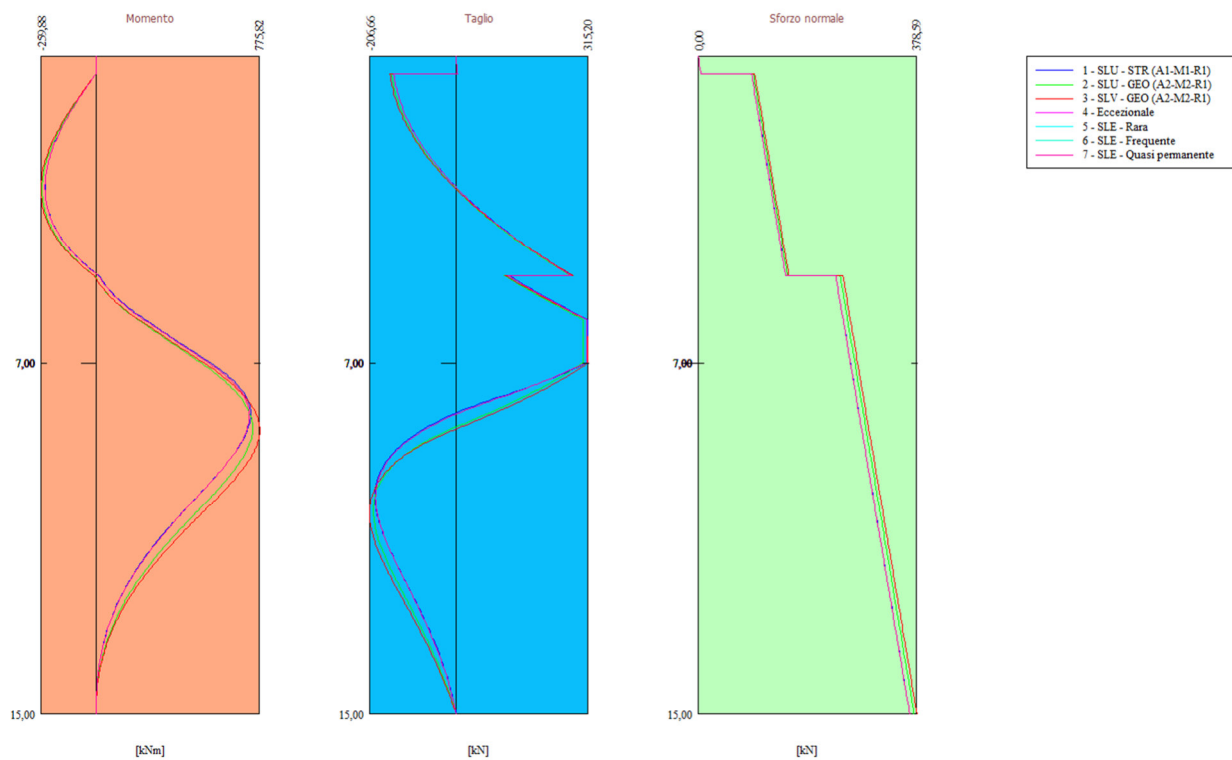 Momento
-259,88
775,82
7,00
15,00
[kNm]
Taglio
-206,66
315,20
7,00
15,00
[kN]
Sforzo normale
0,00
378,59
7,00
15,00
[kN]
1 - SLU - STR (A1-M1-R1)
2 - SLU - GEO (A2-M2-R1)
3 - SLV - GEO (A2-M2-R1)
4 - Eccezionale
5 - SLE - Rara
6 - SLE - Frequente
7 - SLE - Quasi permanente